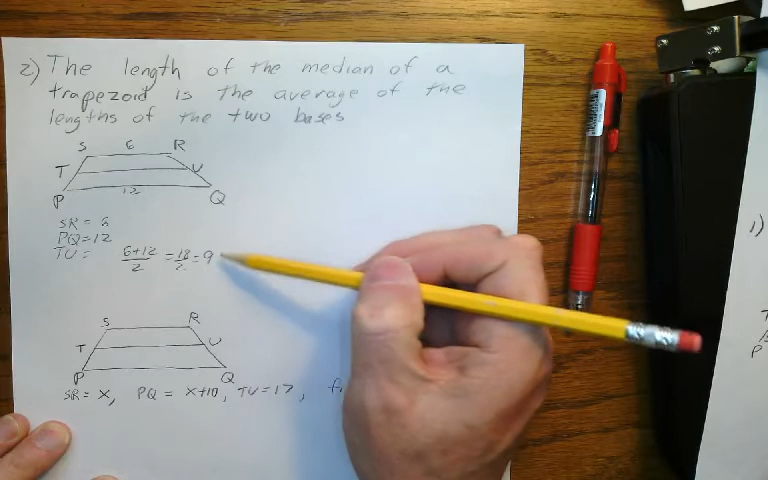 2) The length of the median of a
trapezoid is the average of the
lengths of the two bases
S 6 R
T U
P 12 Q
SR = 6
PQ=12
TU = 6+12/2 = 18/2 = 9
S R
T U
P Q
SR = X, PQ = X+10, TU=17,
1)
P